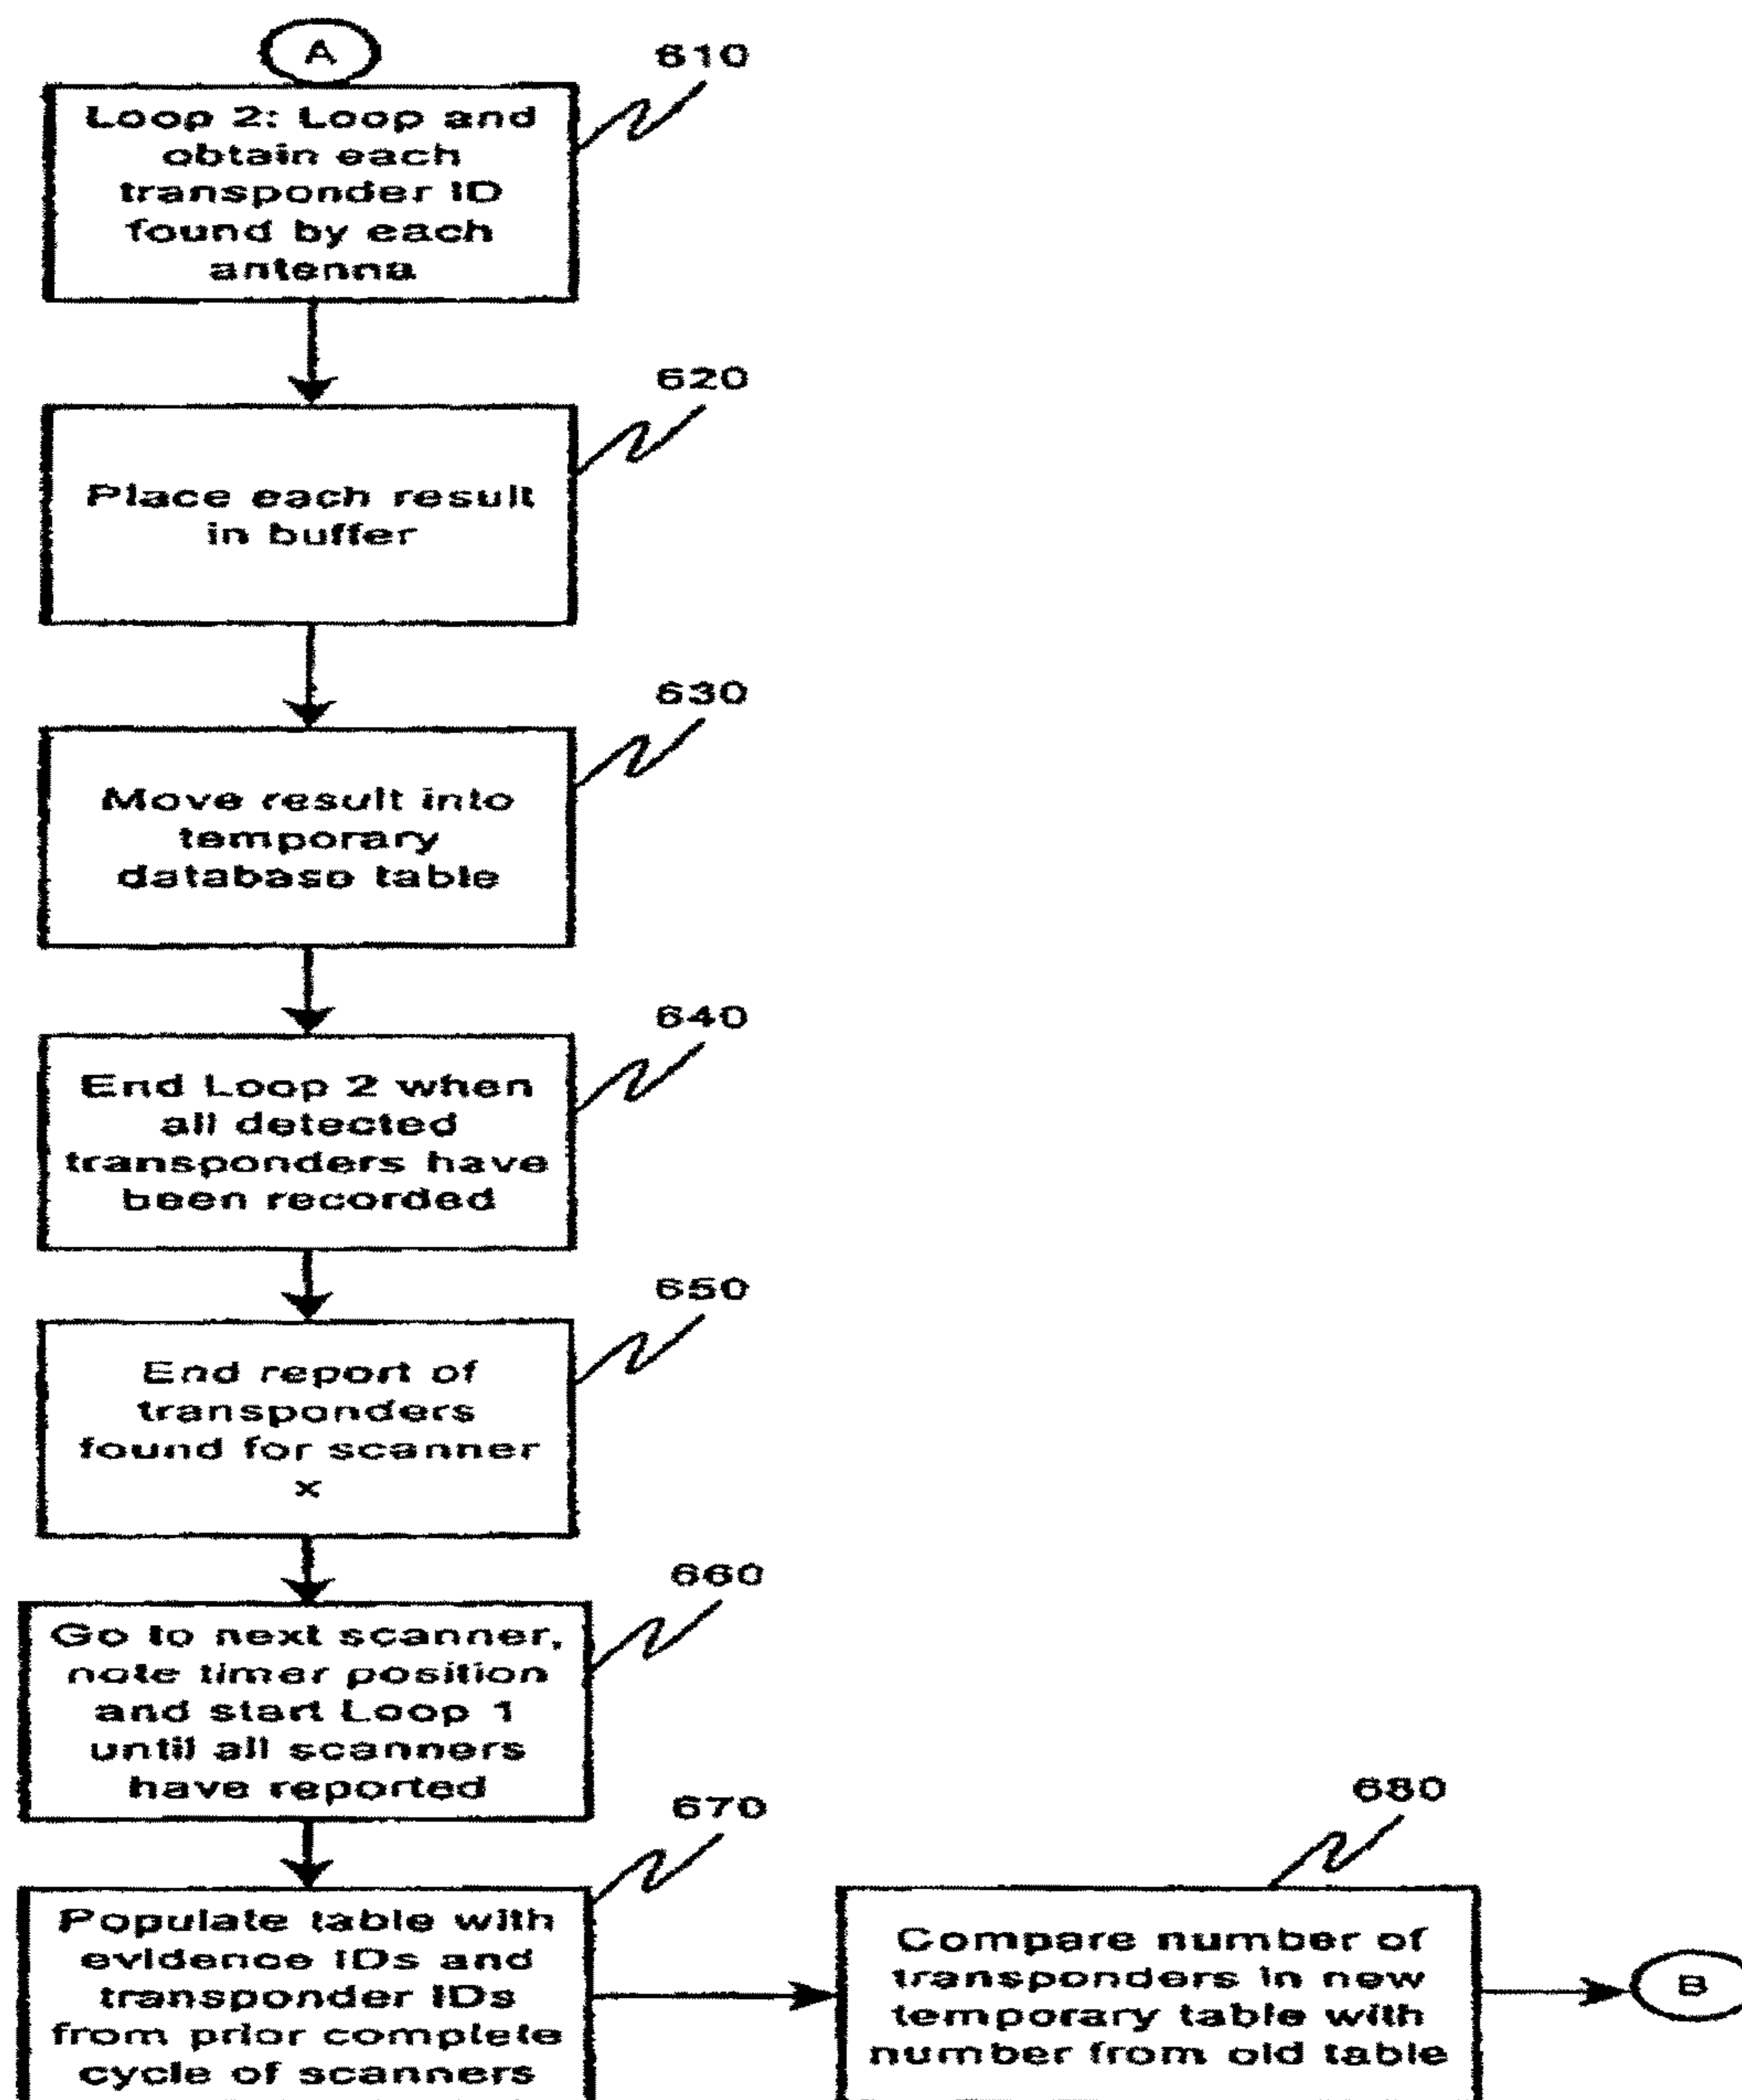 A
610
Loop 2: Loop and
obtain each
transponder ID
found by each
antenna
620
Place each result
in buffer
630
Move result into
temporary
database table
640
End Loop 2 when
all detected
transponders have
been recorded
650
End report of
transponders
found for scanner
x
660
Go to next scanner,
note timer position
and start Loop 1
until all scanners
have reported
670
Populate table with
evidence IDs and
transponder IDs
from prior complete
cycle of scanners
680
Compare number of
transponders in new
temporary table with
number from old table
B